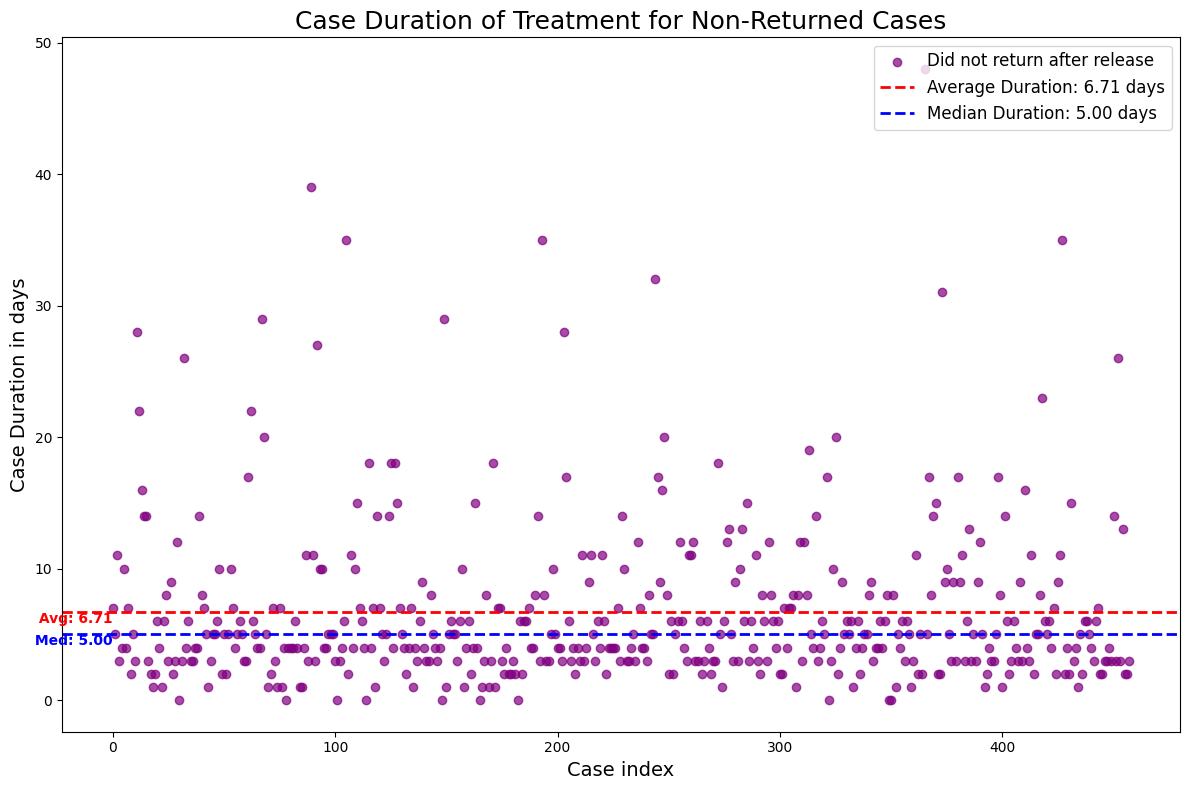 Case Duration of Treatment for Non-Returned Cases
Did not return after release
Average Duration: 6.71 days
Median Duration: 5.00 days
Case Duration in days
50
40
30
20
10
0
Avg: 6.71
Med: 5.00
0
100
200
300
400
Case index